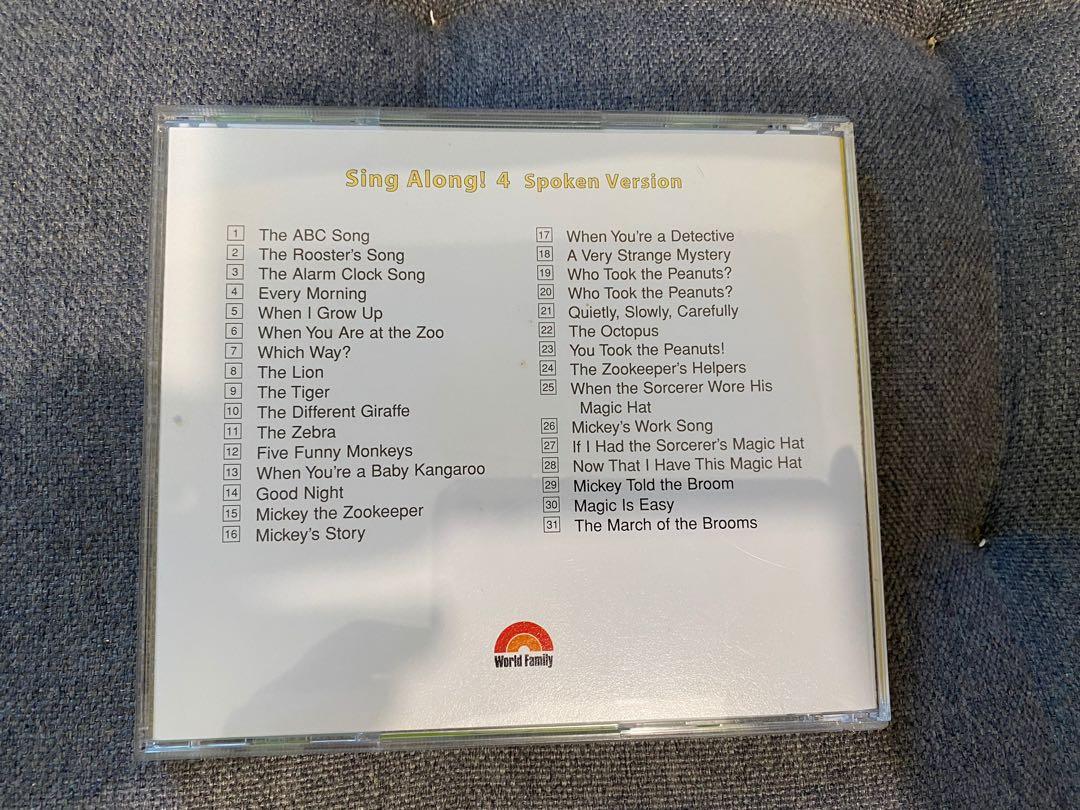 Sing Along! 4 Spoken Version
1 The ABC Song
2 The Rooster's Song
3 The Alarm Clock Song
4 Every Morning
5 When I Grow Up
6 When You Are at the Zoo
7 Which Way?
8 The Lion
9 The Tiger
10 The Different Giraffe
11 The Zebra
12 Five Funny Monkeys
13 When You're a Baby Kangaroo
14 Good Night
15 Mickey the Zookeeper
16 Mickey's Story
17 When You're a Detective
18 A Very Strange Mystery
19 Who Took the Peanuts?
20 Who Took the Peanuts?
21 Quietly, Slowly, Carefully
22 The Octopus
23 You Took the Peanuts!
24 The Zookeeper's Helpers
25 When the Sorcerer Wore His
Magic Hat
26 Mickey's Work Song
27 If I Had the Sorcerer's Magic Hat
28 Now That I Have This Magic Hat
29 Mickey Told the Broom
30 Magic Is Easy
31 The March of the Brooms
World Family